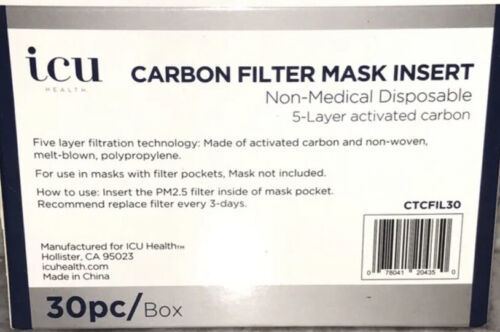 icu
HEALTH.
CARBON FILTER MASK INSERT
Non-Medical Disposable
5-Layer activated carbon
Five layer filtration technology: Made of activated carbon and non-woven,
melt-blown, polypropylene.
For use in masks with filter pockets, Mask not included.
How to use: Insert the PM2.5 filter inside of mask pocket.
Recommend replace filter every 3-days.
CTCFIL30
0 78041 20435 0
Manufactured for ICU Health™
Hollister, CA 95023
icuhealth.com
Made in China
30pc/Box